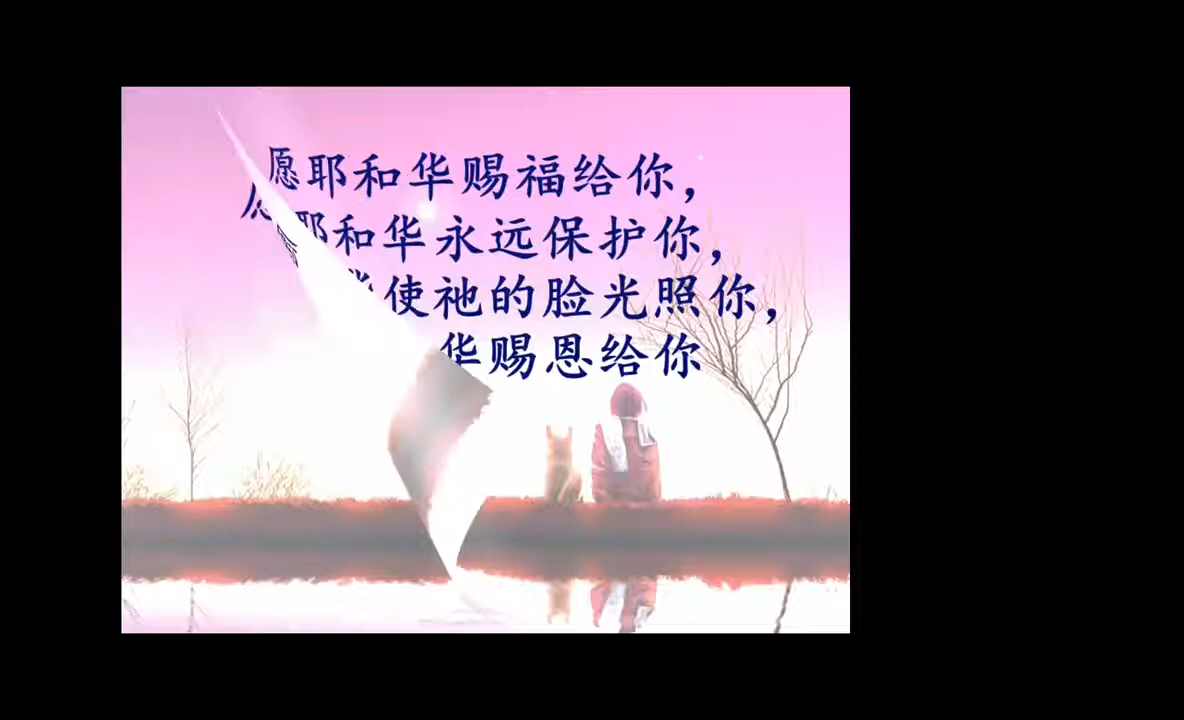 愿耶和华赐福给你，
耶和华永远保护你，
使祂的脸光照你，
华赐恩给你